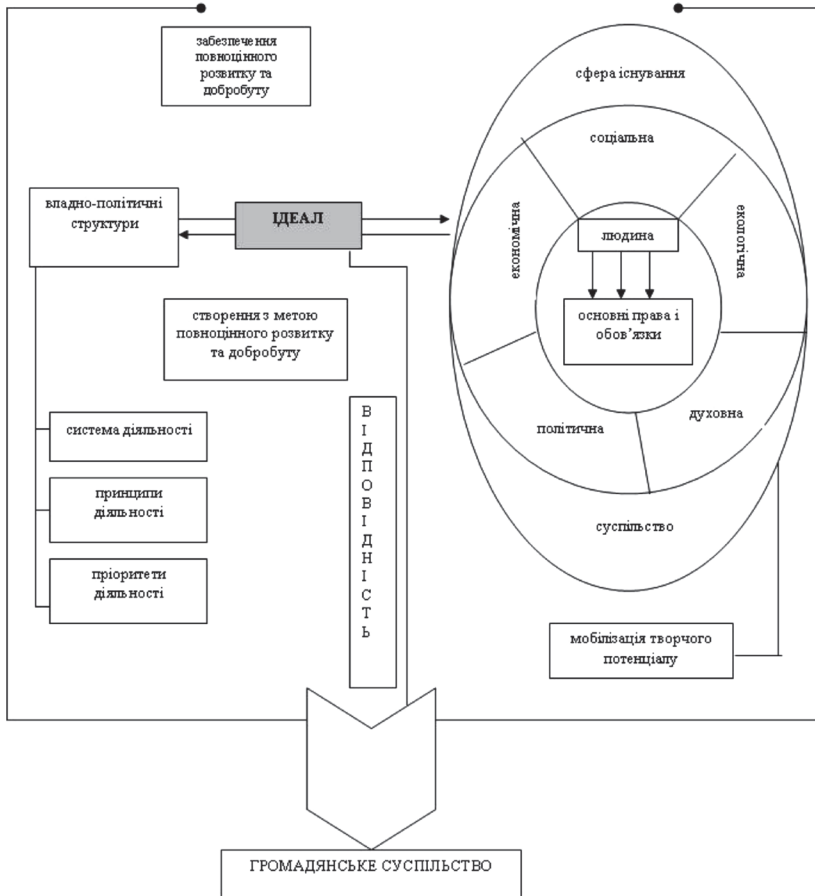 забезпечення
повноцінного
розвитку та
добробуту
сфера існування
соціальна
економічна
екологічна
людина
основні права і
обов’язки
політична
духовна
суспільство
владно-політичні
структури
ІДЕАЛ
створення з метою
повноцінного розвитку
та добробуту
система діяльності
принципи
діяльності
пріоритети
діяльності
ВІДПОВІДНІСТЬ
мобілізація творчого
потенціалу
ГРОМАДЯНСЬКЕ СУСПІЛЬСТВО